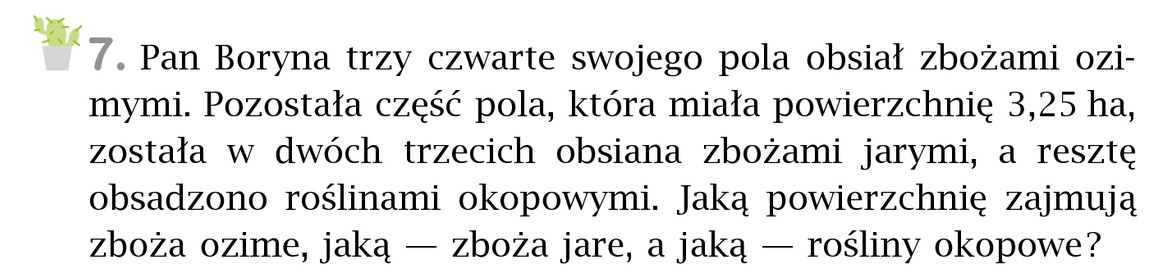 7. Pan Boryna trzy czwarte swojego pola obsiał zbożami ozi-
mymi. Pozostała część pola, która miała powierzchnię 3,25 ha,
została w dwóch trzecich obsiana zbożami jarymi, a resztę
obsadzono roślinami okopowymi. Jaką powierzchnię zajmują
zboża ozime, jaką — zboża jare, a jaką — rośliny okopowe?